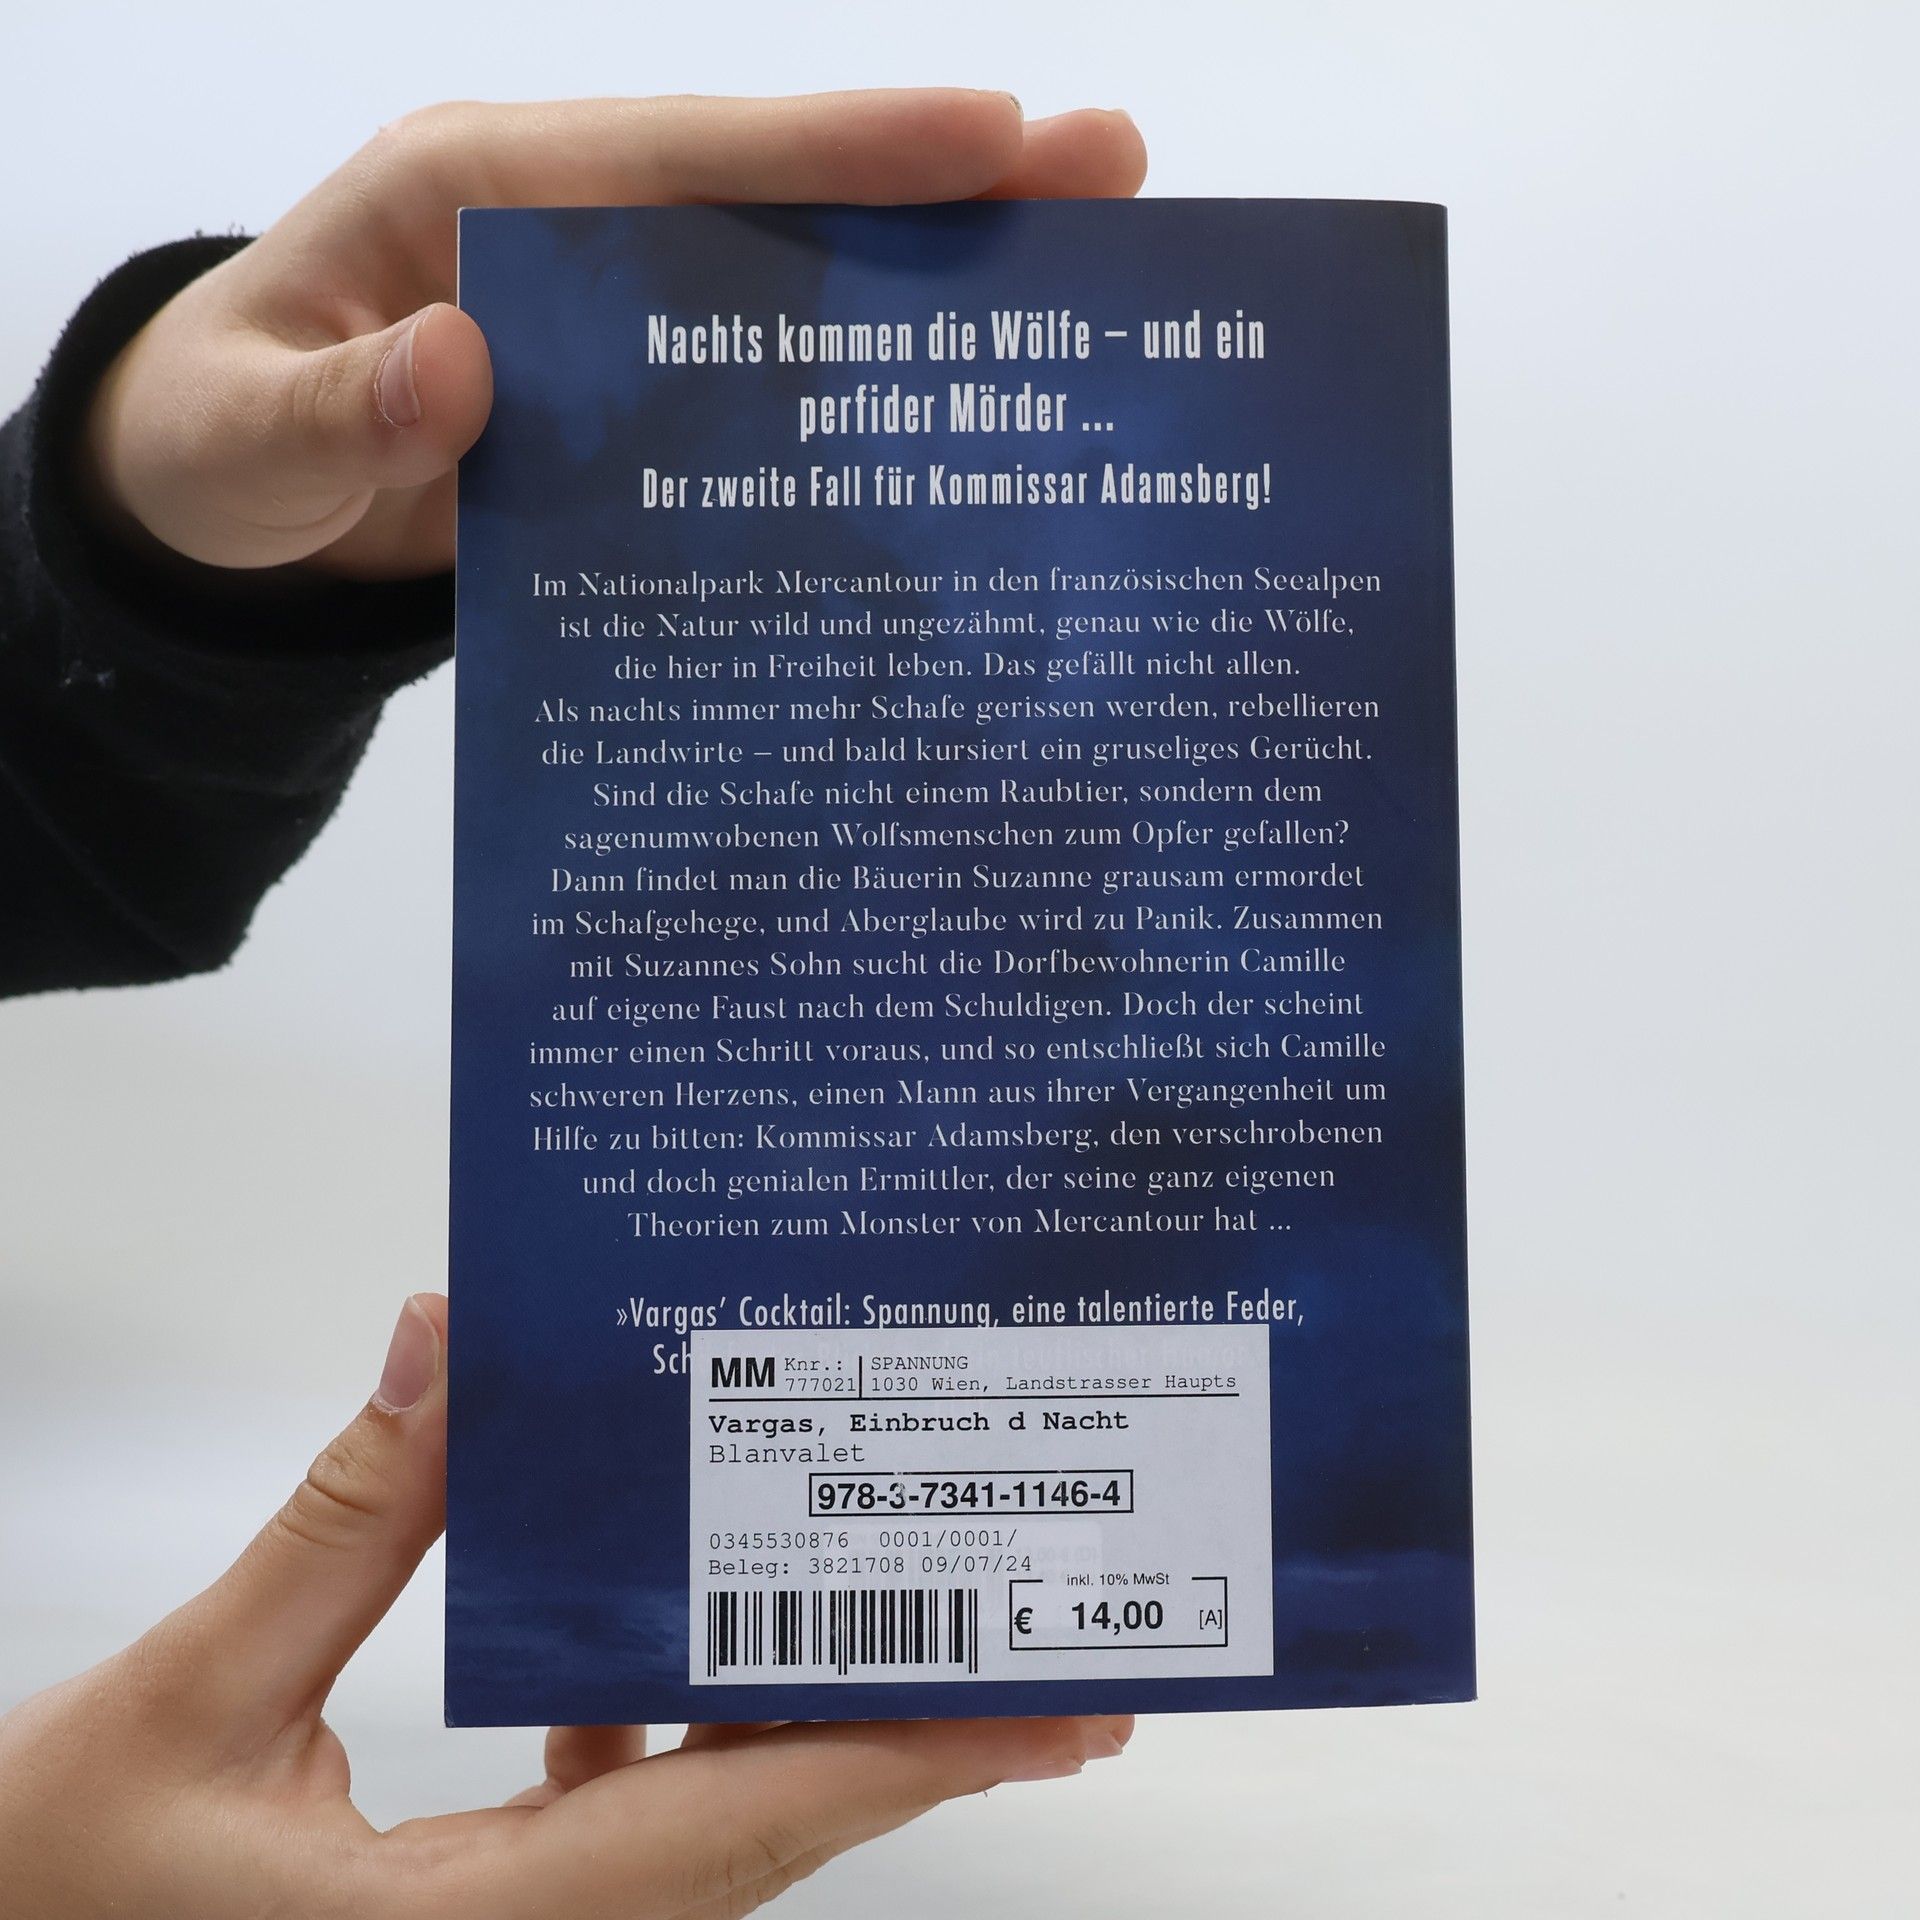 Nachts kommen die Wölfe – und ein
perfider Mörder ...
Der zweite Fall für Kommissar Adamsberg!
Im Nationalpark Mercantour in den französischen Seealpen
ist die Natur wild und ungezähmt, genau wie die Wölfe,
die hier in Freiheit leben. Das gefällt nicht allen.
Als nachts immer mehr Schafe gerissen werden, rebellieren
die Landwirte – und bald kursiert ein gruseliges Gerücht.
Sind die Schafe nicht einem Raubtier, sondern dem
sagenumwobenen Wolfsmenschen zum Opfer gefallen?
Dann findet man die Bäuerin Suzanne grausam ermordet
im Schafgehege, und Aberglaube wird zu Panik. Zusammen
mit Suzannes Sohn sucht die Dorfbewohnerin Camille
auf eigene Faust nach dem Schuldigen. Doch der scheint
immer einen Schritt voraus, und so entschließt sich Camille
schweren Herzens, einen Mann aus ihrer Vergangenheit um
Hilfe zu bitten: Kommissar Adamsberg, den verschrobenen
und doch genialen Ermittler, der seine ganz eigenen
Theorien zum Monster von Mercantour hat ...
»Vargas' Cocktail: Spannung, eine talentierte Feder,
MM Knr.: SPANNUNG
777021 1030 Wien, Landstrasser Haupts
Vargas, Einbruch d Nacht
Blanvalet
978-3-7341-1146-4
0345530876 0001/0001/
Beleg: 3821708 09/07/24
inkl. 10% MwSt
€ 14,00 [A]